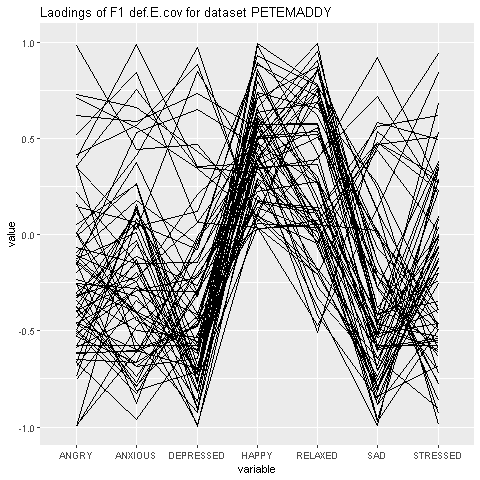 Laodings of F1 def.E.cov for dataset PETEMADDY
1.0
0.5
0.0
-0.5
-1.0
value
ANGRY ANXIOUS DEPRESSED HAPPY RELAXED SAD STRESSED
variable